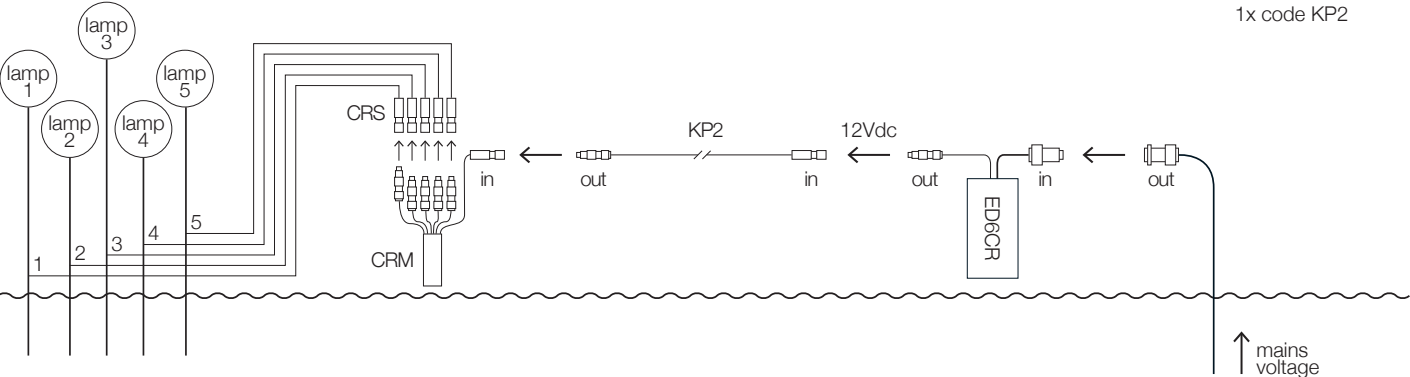 1x code KP2
lamp
3
lamp
1
lamp
5
lamp
2
lamp
4
CRS
KP2
12Vdc
in
out
in
out
in
out
ED6CR
5
4
3
2
1
CRM
mains
voltage